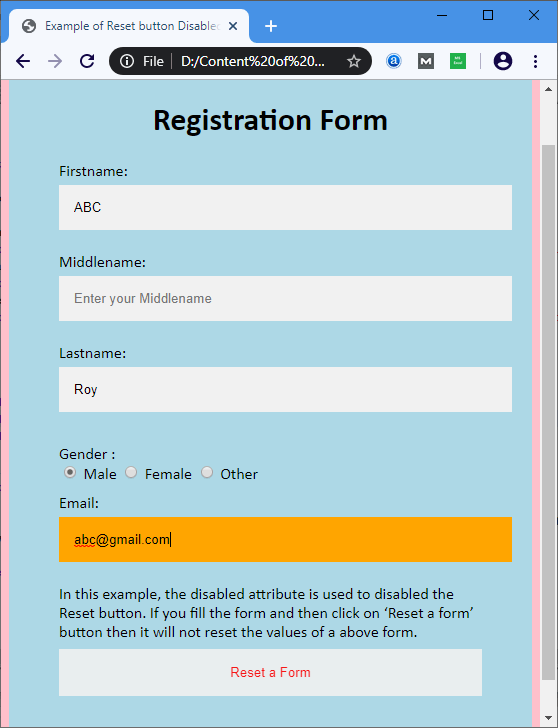 Example of Reset button Disabled
File
D:/Content%20of%20...
Registration Form
Firstname:
ABC
Middlename:
Enter your Middlename
Lastname:
Roy
Gender :
Male Female Other
Email:
abc@gmail.com
In this example, the disabled attribute is used to disabled the
Reset button. If you fill the form and then click on ‘Reset a form’
button then it will not reset the values of a above form.
Reset a Form